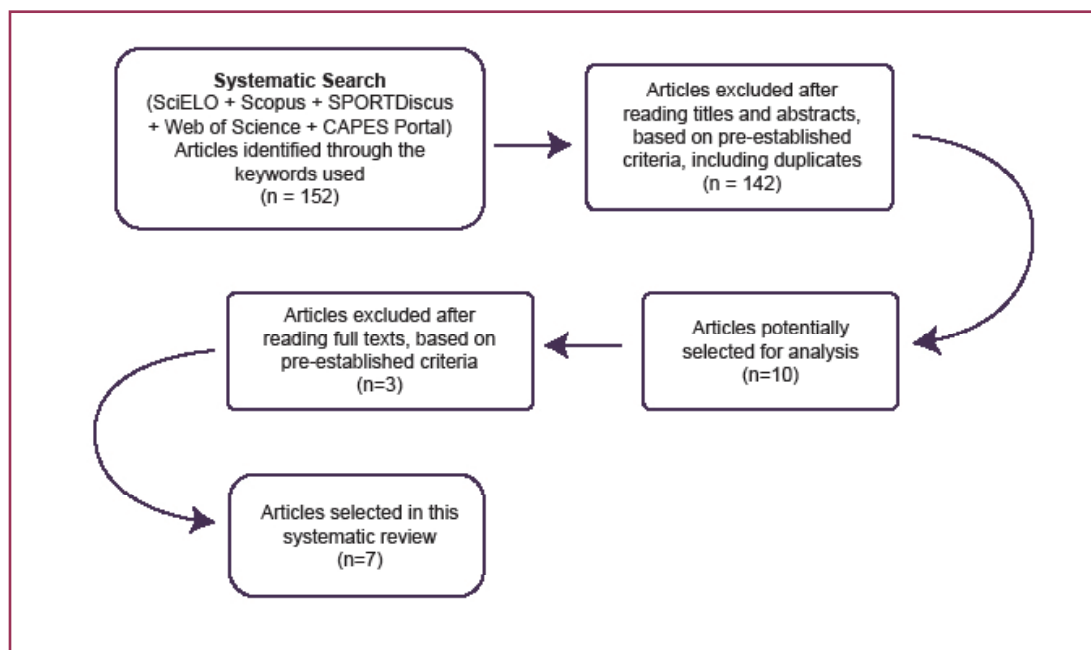 Systematic Search
(SciELO + Scopus + SPORTDiscus
+ Web of Science + CAPES Portal)
Articles identified through the
keywords used
(n = 152)
Articles excluded after
reading titles and abstracts,
based on pre-established
criteria, including duplicates
(n = 142)
Articles potentially
selected for analysis
(n=10)
Articles excluded after
reading full texts, based on
pre-established criteria
(n=3)
Articles selected in this
systematic review
(n=7)